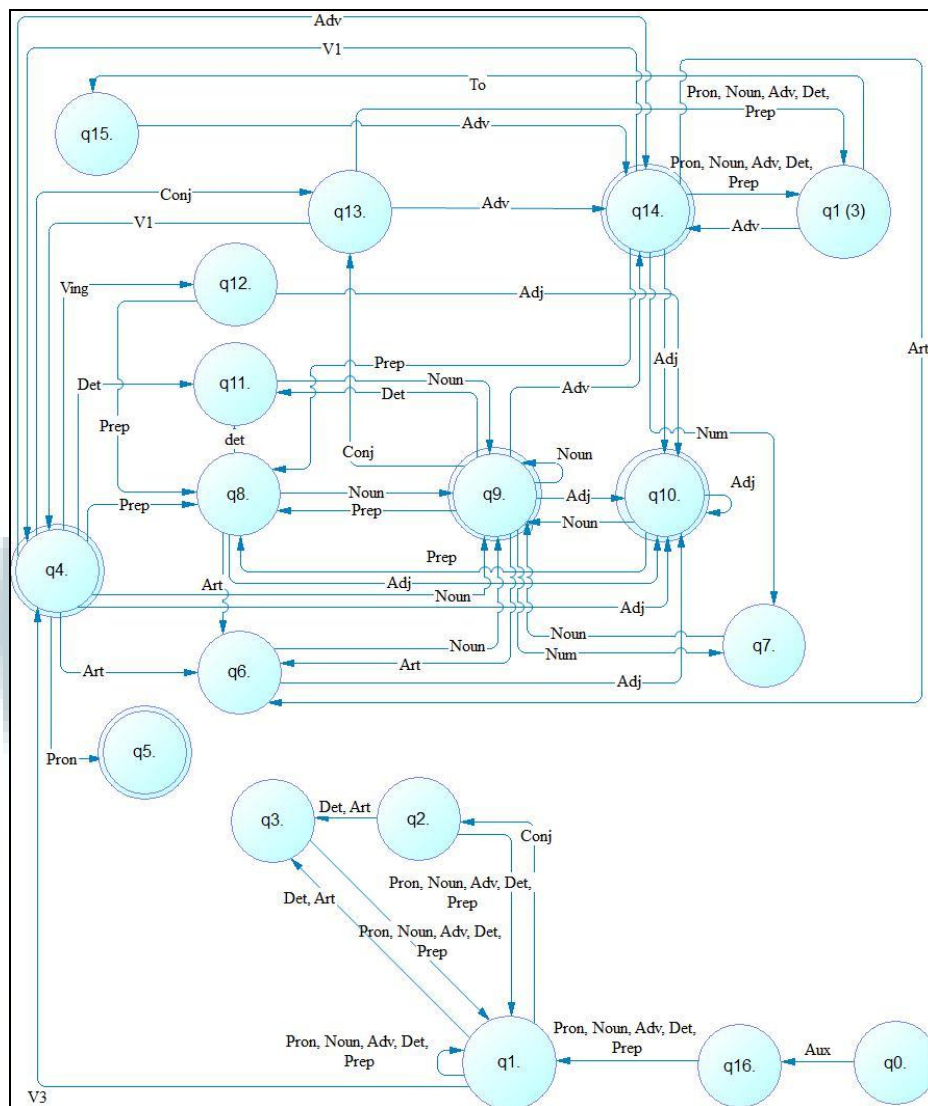 Adv
V1
To
Pron, Noun, Adv, Det,
Prep
q15.
Adv
Pron, Noun, Adv, Det,
Prep
Conj
q13.
Adv
q14.
q1 (3)
V1
Adv
Ving
q12.
Adj
Prep
Adj
Art
Det
q11.
Noun
Det
Adv
Num
Prep
det
Conj
Noun
q8.
Noun
q9.
Adj
q10.
Adj
Prep
Prep
Noun
q4.
Art
Adj
Prep
Noun
Adj
Noun
q7.
Art
q6.
Noun
Art
Num
Adj
Pron
q5.
q3.
Det, Art
q2.
Conj
Det, Art
Pron, Noun, Adv, Det,
Prep
Pron, Noun, Adv, Det,
Prep
Pron, Noun, Adv, Det,
Prep
q1.
Pron, Noun, Adv, Det,
Prep
q16.
Aux
q0.
V3